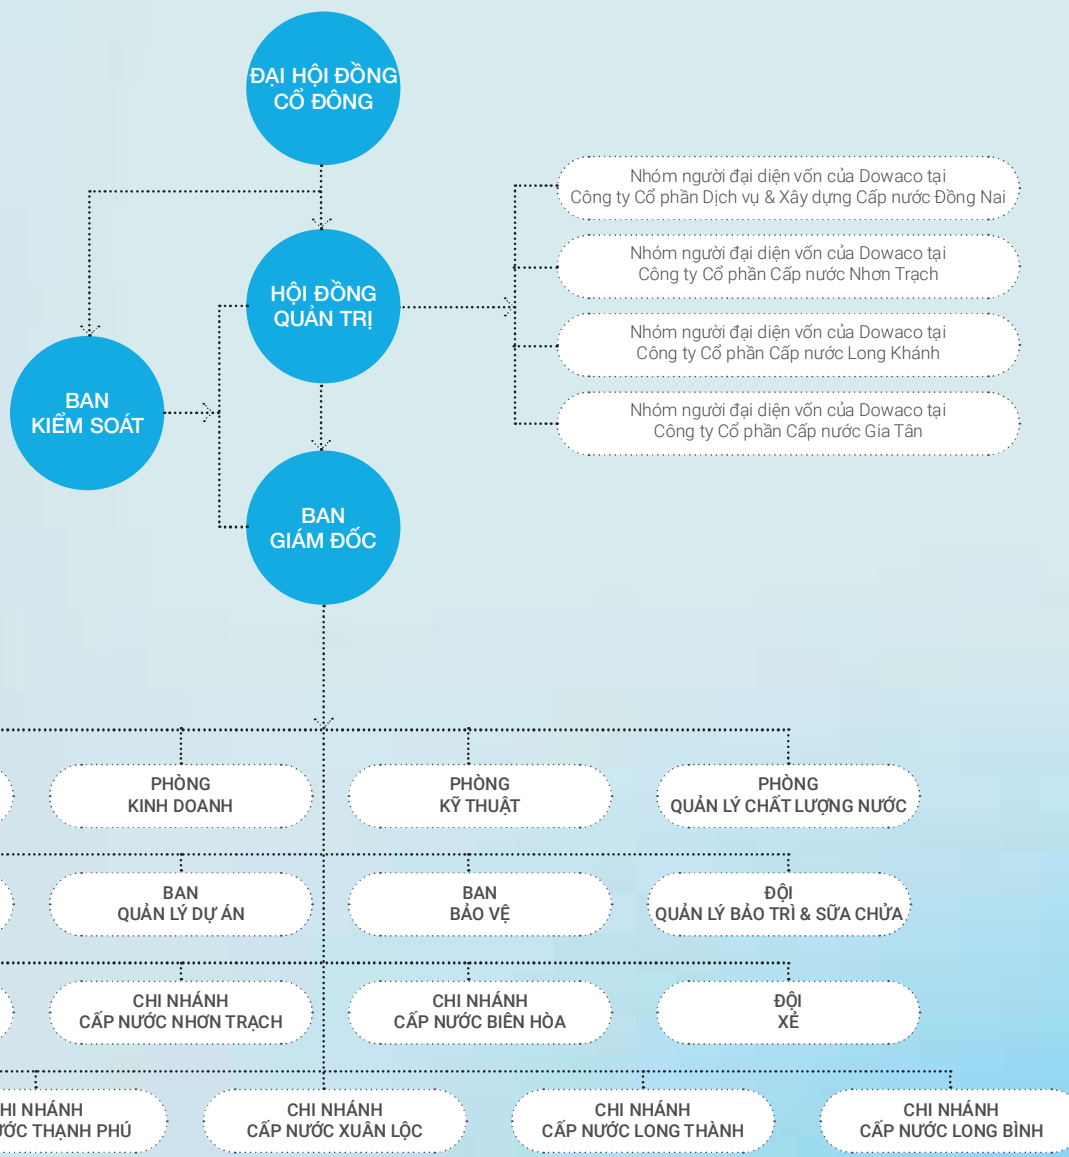 ĐẠI HỘI ĐỒNG
CỔ ĐÔNG
Nhóm người đại diện vốn của Dowaco tại
Công ty Cổ phần Dịch vụ & Xây dựng Cấp nước Đồng Nai
Nhóm người đại diện vốn của Dowaco tại
Công ty Cổ phần Cấp nước Nhơn Trạch
HỘI ĐỒNG
QUẢN TRỊ
Nhóm người đại diện vốn của Dowaco tại
Công ty Cổ phần Cấp nước Long Khánh
BAN
KIỂM SOÁT
Nhóm người đại diện vốn của Dowaco tại
Công ty Cổ phần Cấp nước Gia Tân
BAN
GIÁM ĐỐC
PHÒNG
KINH DOANH
PHÒNG
KỸ THUẬT
PHÒNG
QUẢN LÝ CHẤT LƯỢNG NƯỚC
BAN
QUẢN LÝ DỰ ÁN
BAN
BẢO VỆ
ĐỘI
QUẢN LÝ BẢO TRÌ & SỮA CHỬA
CHI NHÁNH
CẤP NƯỚC NHƠN TRẠCH
CHI NHÁNH
CẤP NƯỚC BIÊN HÒA
ĐỘI
XẺ
NHÁNH
THẠNH PHÚ
CHI NHÁNH
CẤP NƯỚC XUÂN LỘC
CHI NHÁNH
CẤP NƯỚC LONG THÀNH
CHI NHÁNH
CẤP NƯỚC LONG BÌNH